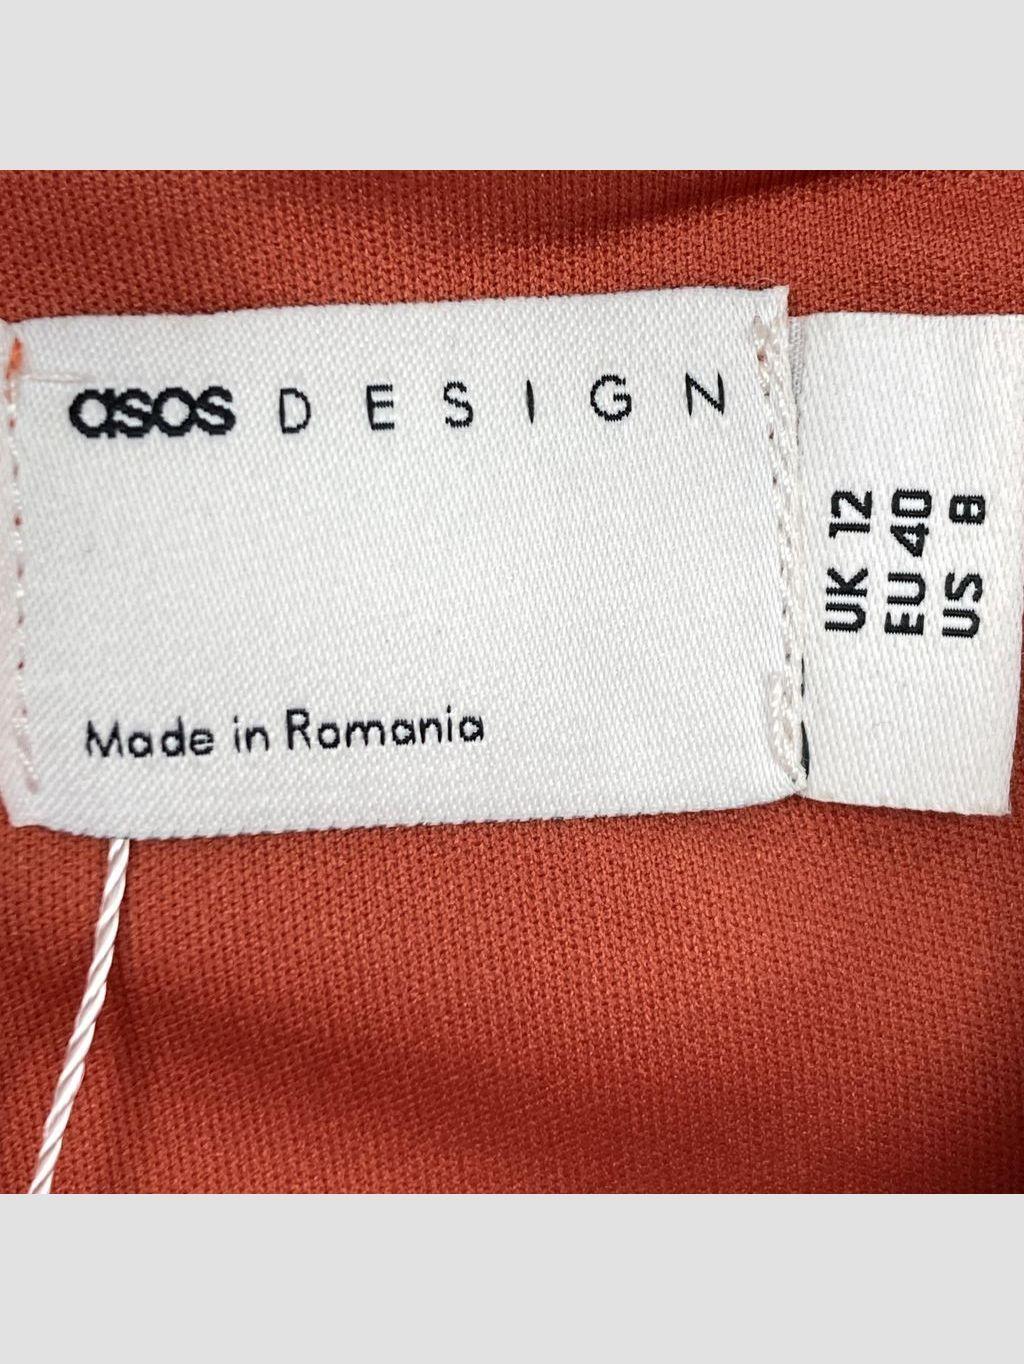 asos DESIGN
Made in Romania
UK 12
EU 40
US 8